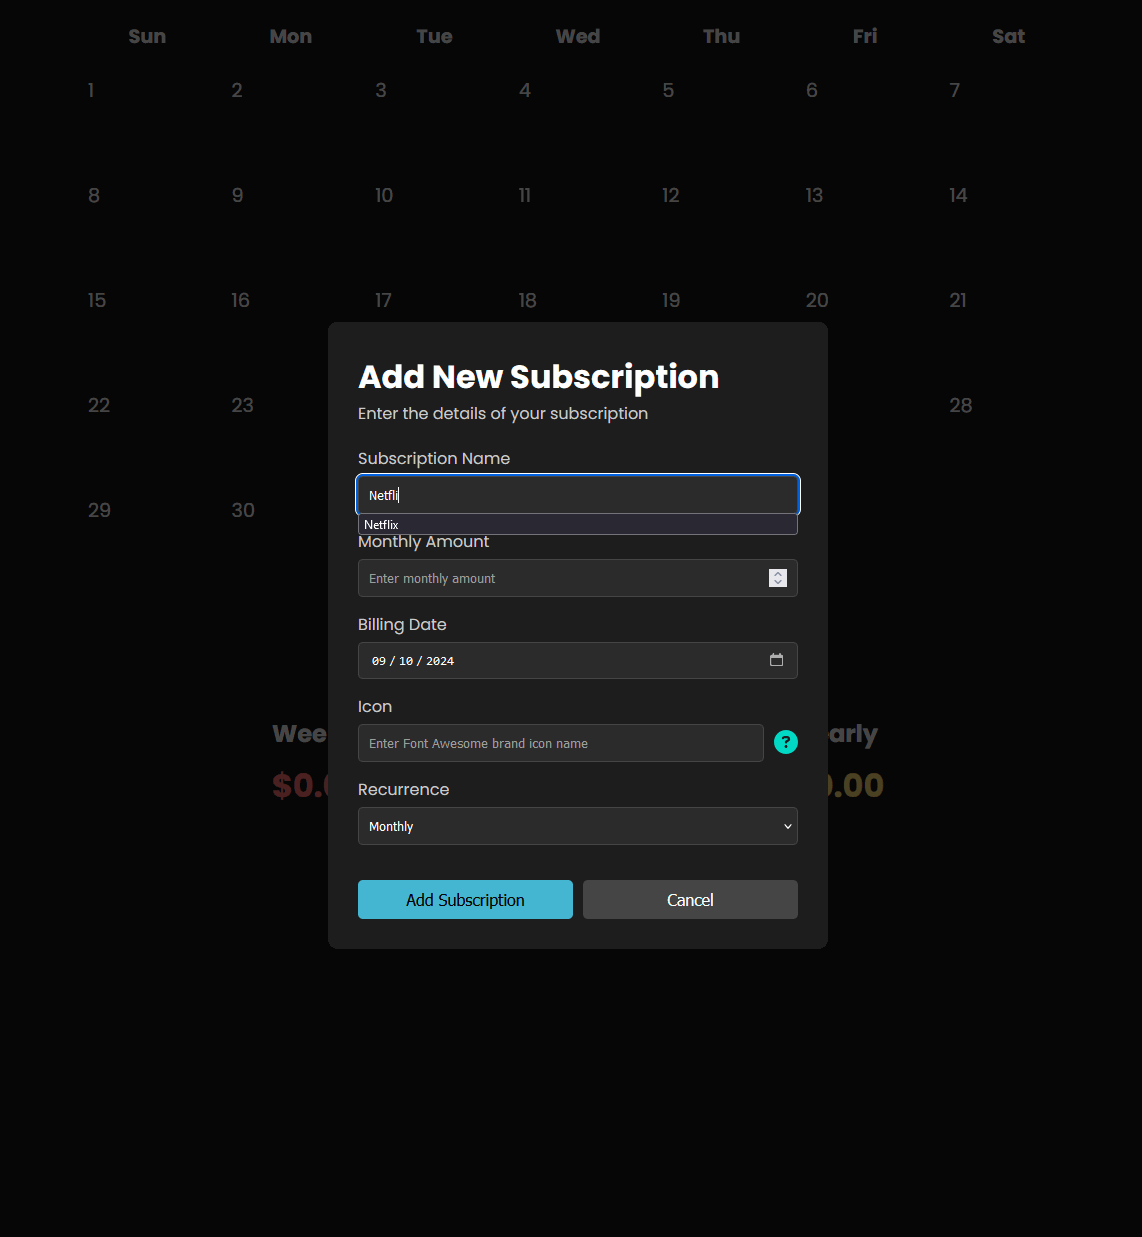 Sun Mon Tue Wed Thu Fri Sat
1 2 3 4 5 6 7
8 9 10 11 12 13 14
15 16 17 18 19 20 21
22 23 28
29 30
Add New Subscription
Enter the details of your subscription
Subscription Name
Netfli
Netflix
Monthly Amount
Enter monthly amount
Billing Date
09 / 10 / 2024
Icon
Enter Font Awesome brand icon name
?
Recurrence
Monthly
Add Subscription
Cancel
Wee
arly
$0.0
0.00